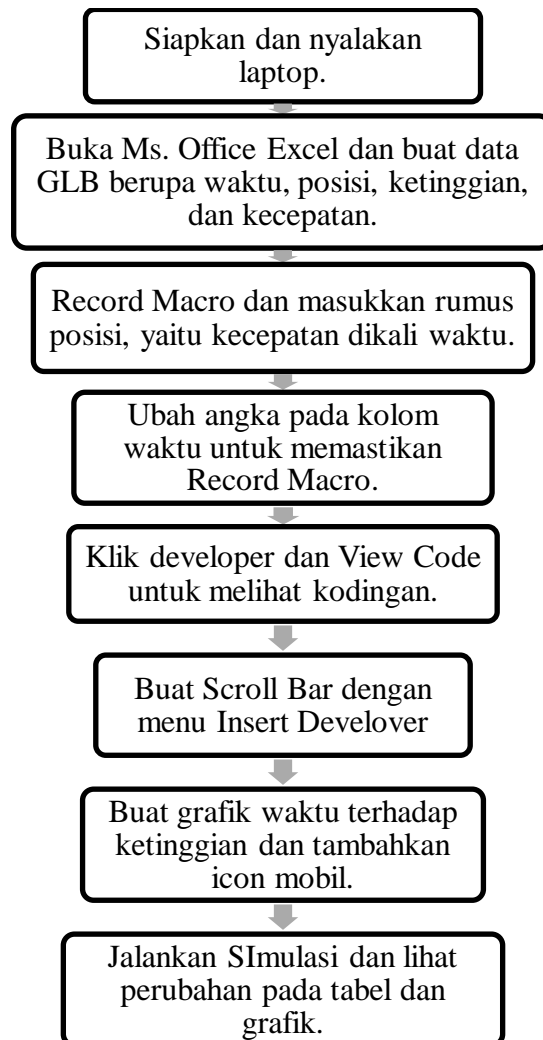 Siapkan dan nyalakan
laptop.
Buka Ms. Office Excel dan buat data
GLB berupa waktu, posisi, ketinggian,
dan kecepatan.
Record Macro dan masukkan rumus
posisi, yaitu kecepatan dikali waktu.
Ubah angka pada kolom
waktu untuk memastikan
Record Macro.
Klik developer dan View Code
untuk melihat kodingan.
Buat Scroll Bar dengan
menu Insert Develover
Buat grafik waktu terhadap
ketinggian dan tambahkan
icon mobil.
Jalankan SImulasi dan lihat
perubahan pada tabel dan
grafik.